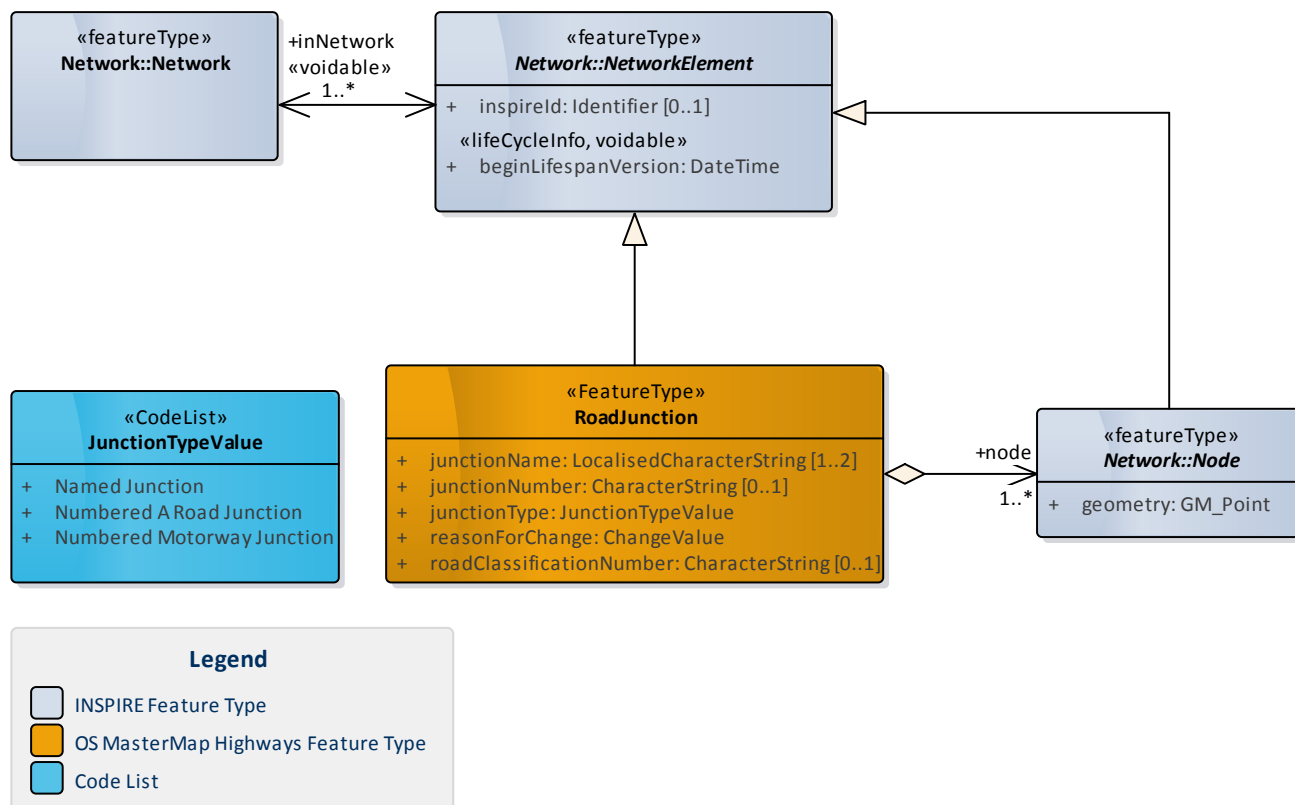 «featureType»
Network::Network
+inNetwork
«voidable»
1..*
«featureType»
Network::NetworkElement
+ inspireId: Identifier [0..1]
«lifeCycleInfo, voidable»
+ beginLifespanVersion: DateTime
«CodeList»
JunctionTypeValue
+ Named Junction
+ Numbered A Road Junction
+ Numbered Motorway Junction
«FeatureType»
RoadJunction
+ junctionName: LocalisedCharacterString [1..2]
+ junctionNumber: CharacterString [0..1]
+ junctionType: JunctionTypeValue
+ reasonForChange: ChangeValue
+ roadClassificationNumber: CharacterString [0..1]
+node
1..*
«featureType»
Network::Node
+ geometry: GM_Point
Legend
INSPIRE Feature Type
OS MasterMap Highways Feature Type
Code List